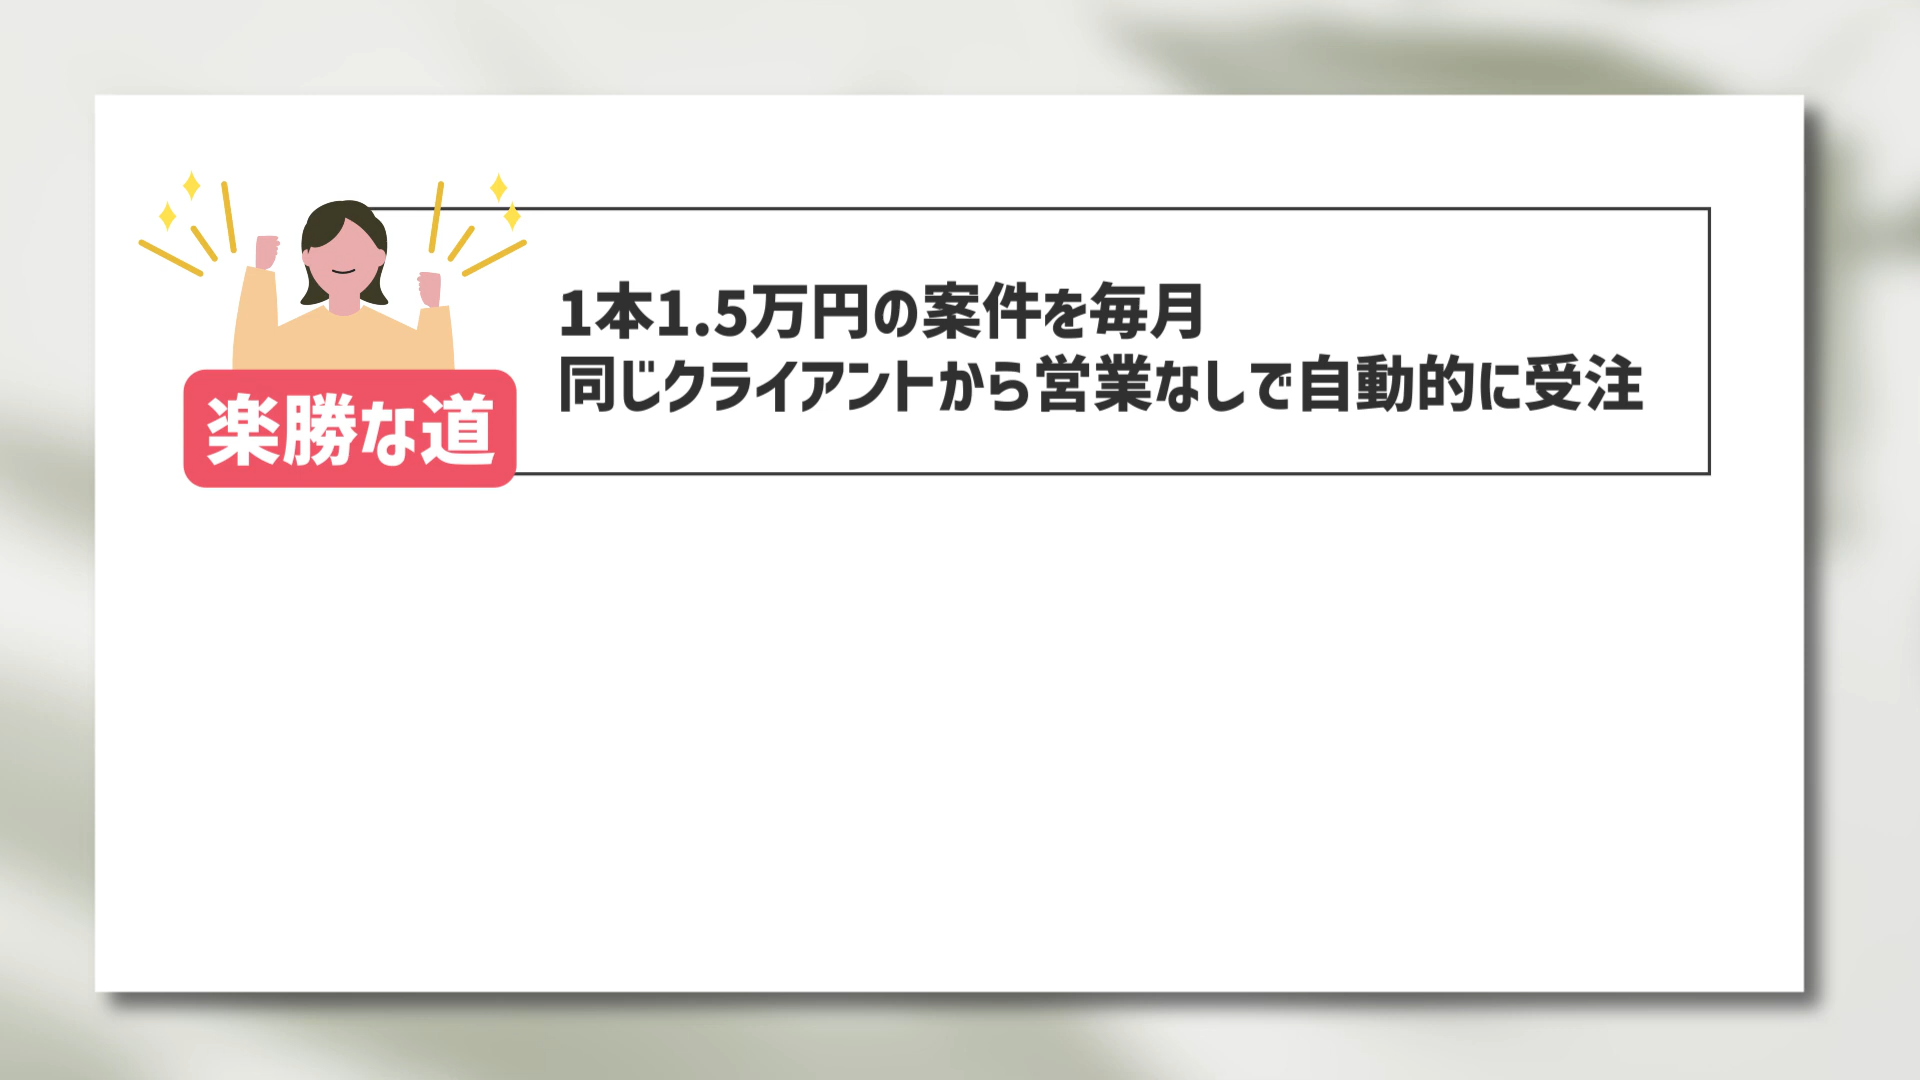 1本1.5万円の案件を毎月
同じクライアントから営業なしで自動的に受注
楽勝な道